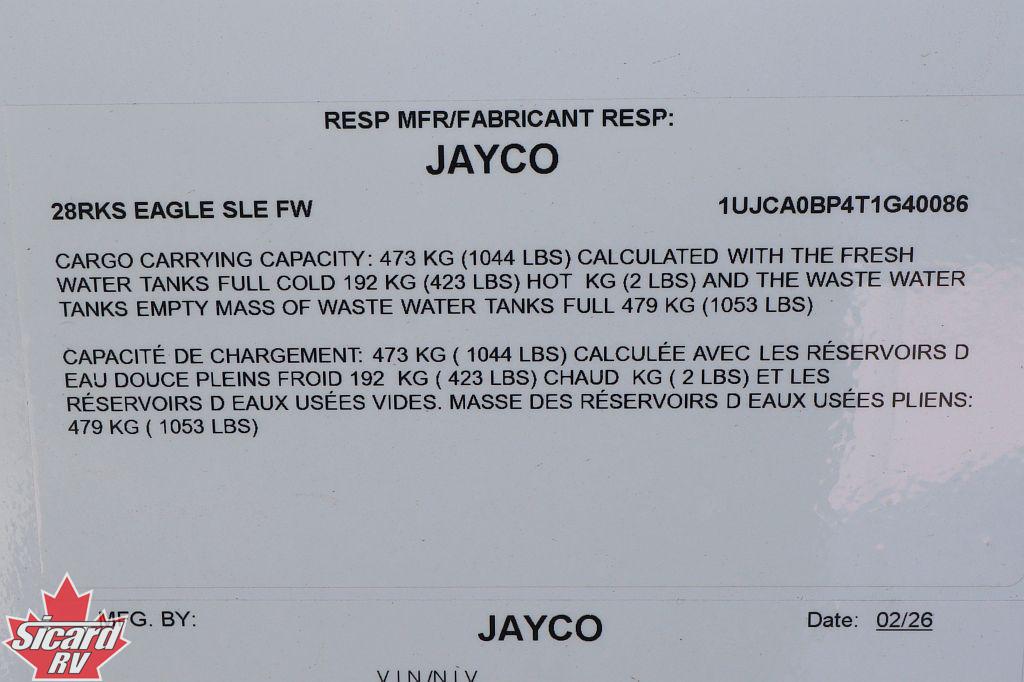 RESP MFR/FABRICANT RESP:
JAYCO
28RKS EAGLE SLE FW 1UJCA0BP4T1G40086
CARGO CARRYING CAPACITY: 473 KG (1044 LBS) CALCULATED WITH THE FRESH
WATER TANKS FULL COLD 192 KG (423 LBS) HOT  KG (2 LBS) AND THE WASTE WATER
TANKS EMPTY MASS OF WASTE WATER TANKS FULL 479 KG (1053 LBS)
CAPACITÉ DE CHARGEMENT: 473 KG ( 1044 LBS) CALCULÉE AVEC LES RÉSERVOIRS D
EAU DOUCE PLEINS FROID 192  KG ( 423 LBS) CHAUD  KG ( 2 LBS) ET LES
RÉSERVOIRS D EAUX USÉES VIDES. MASSE DES RÉSERVOIRS D EAUX USÉES PLIENS:
479 KG ( 1053 LBS)
MFG. BY: JAYCO Date: 02/26
Sicard
RV
V I N /N I V